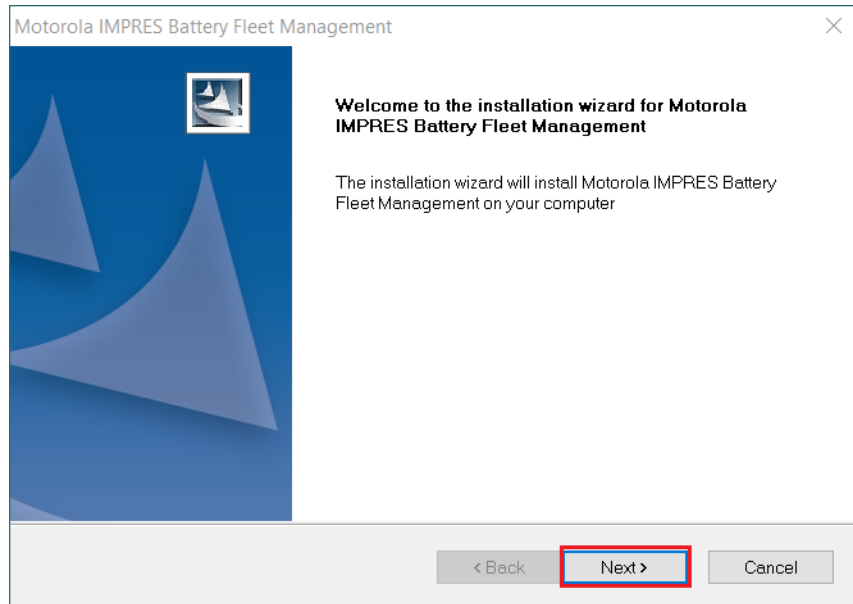 Motorola IMPRES Battery Fleet Management
Welcome to the installation wizard for Motorola
IMPRES Battery Fleet Management
The installation wizard will install Motorola IMPRES Battery
Fleet Management on your computer
< Back
Next >
Cancel